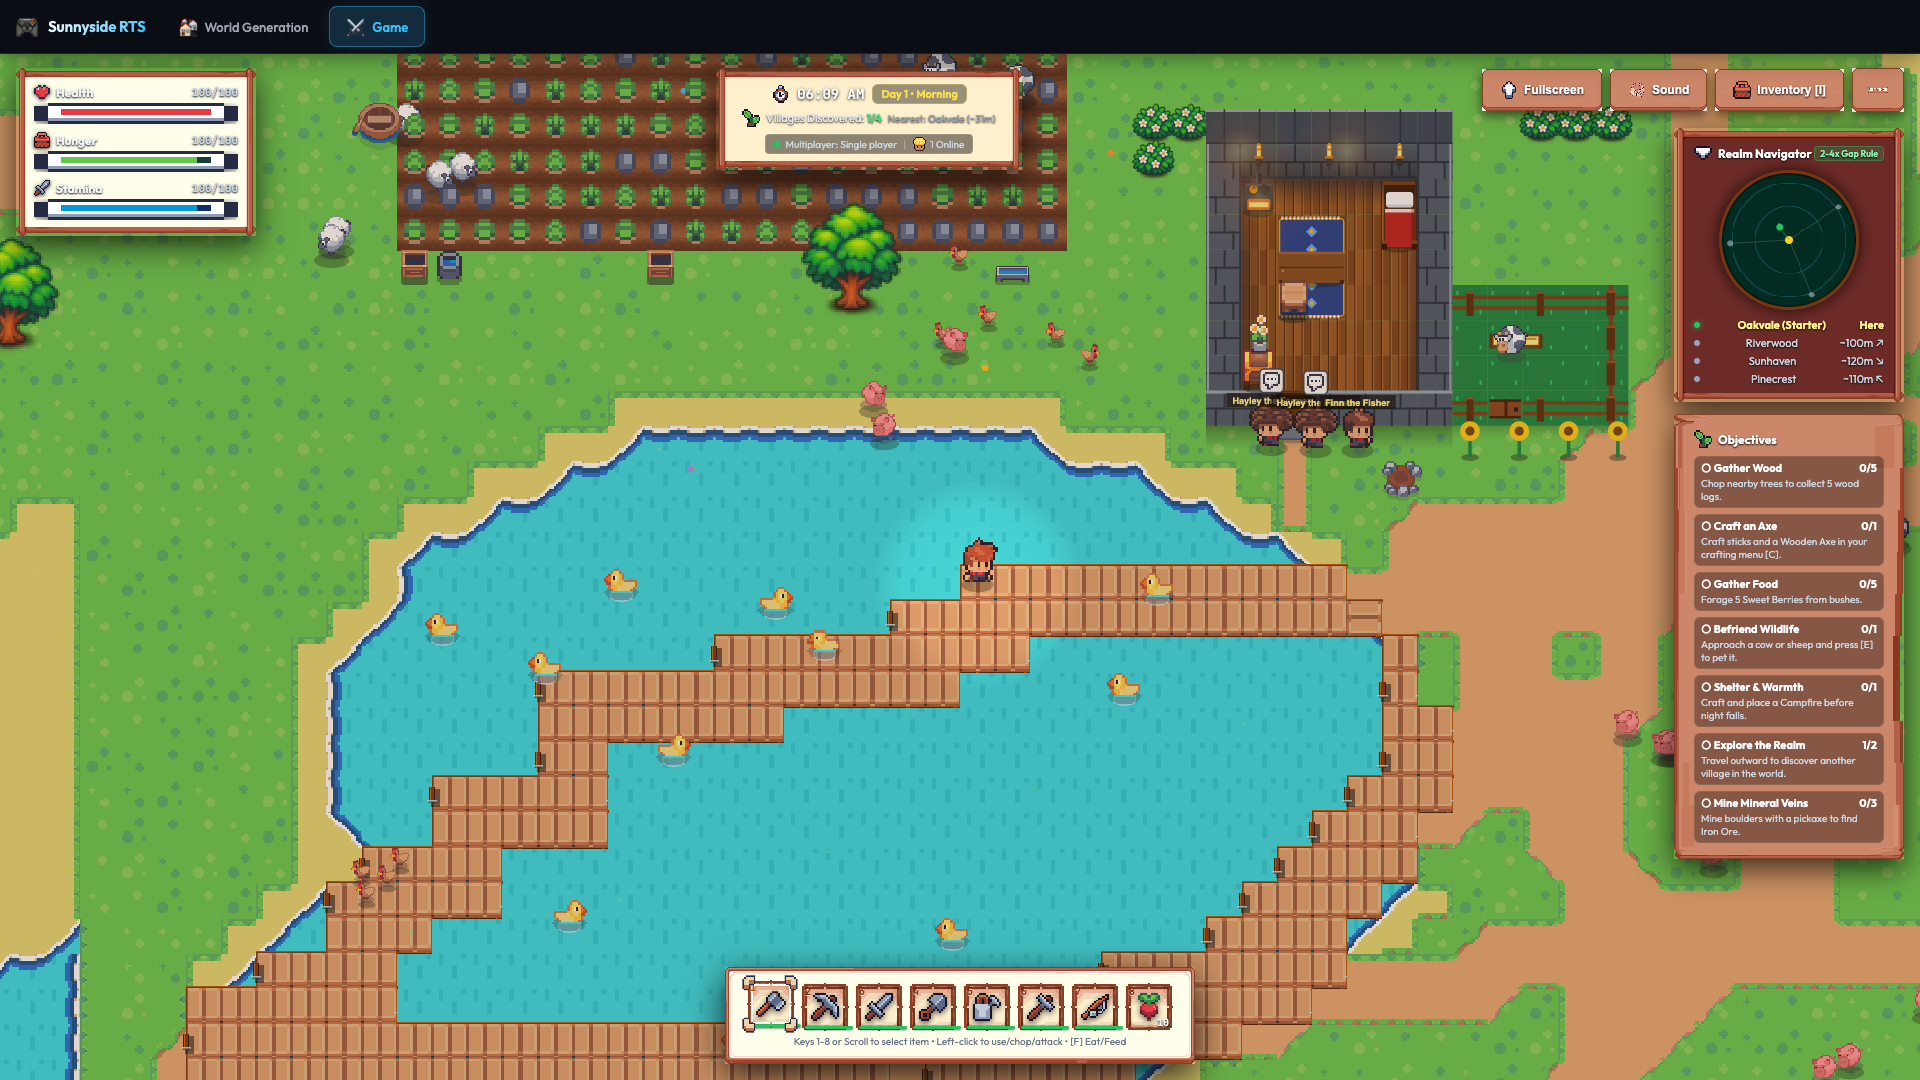 Sunnyside RTS
World Generation
Game
Health 100/100
Hunger 100/100
Stamina 100/100
06:09 AM Day 1 • Morning
Villages Discovered: 1/4 Nearest: Oakvale (~31m)
Multiplayer: Single player | 1 Online
Fullscreen
Sound
Inventory [I]
Realm Navigator 2-4x Gap Rule
Oakvale (Starter) Here
Riverwood ~100m ↗
Sunhaven ~120m ↘
Pinecrest ~110m ↖
Hayley th
Hayley the
Finn the Fisher
Objectives
Gather Wood 0/5
Chop nearby trees to collect 5 wood
logs.
Craft an Axe 0/1
Craft sticks and a Wooden Axe in your
crafting menu [C].
Gather Food 0/5
Forage 5 Sweet Berries from bushes.
Befriend Wildlife 0/1
Approach a cow or sheep and press [E]
to pet it.
Shelter & Warmth 0/1
Craft and place a Campfire before
night falls.
Explore the Realm 1/2
Travel outward to discover another
village in the world.
Mine Mineral Veins 0/3
Mine boulders with a pickaxe to find
Iron Ore.
10
Keys 1-8 or Scroll to select item • Left-click to use/chop/attack • [F] Eat/Feed